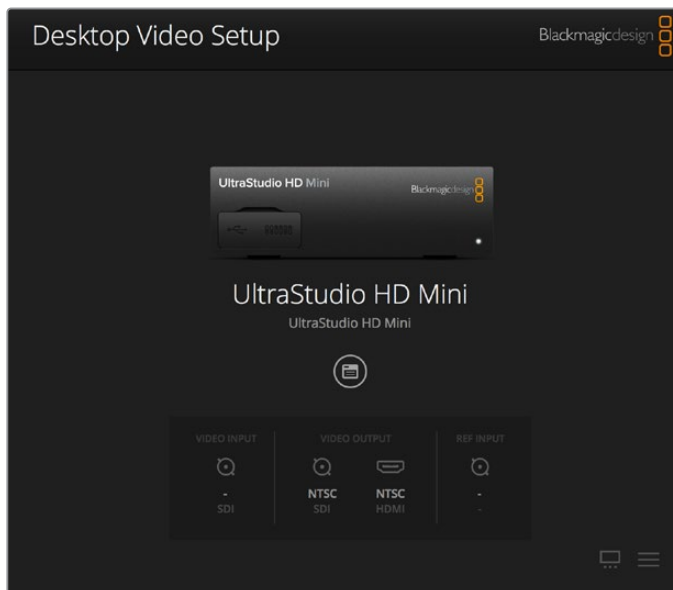 Desktop Video Setup
Blackmagicdesign
UltraStudio HD Mini
Blackmagicdesign
UltraStudio HD Mini
UltraStudio HD Mini
VIDEO INPUT
VIDEO OUTPUT
REF INPUT
- NTSC NTSC -
SDI SDI HDMI -